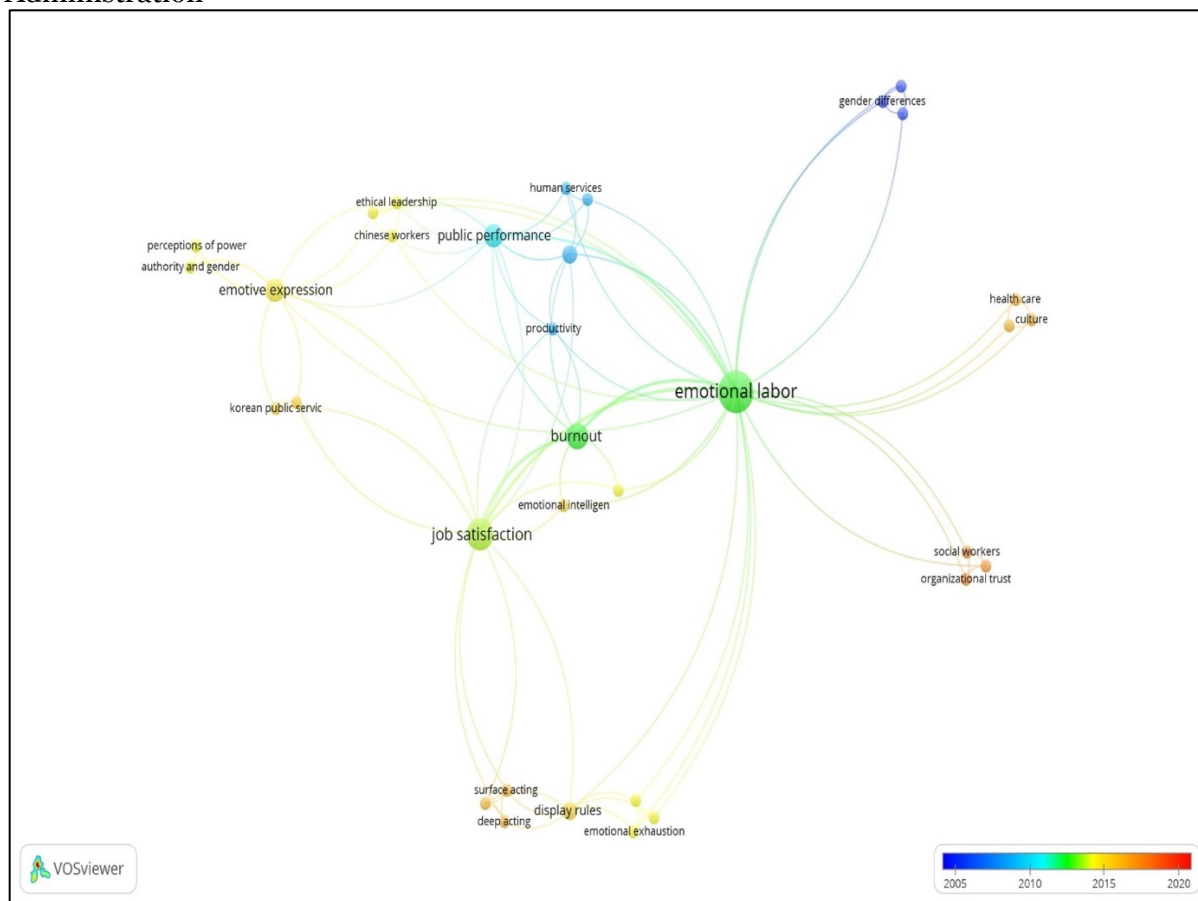 Administration
gender differences
human services
ethical leadership
public performance
chinese workers
perceptions of power
authority and gender
emotive expression
health care
culture
productivity
emotional labor
korean public servic
burnout
emotional intelligen
job satisfaction
social workers
organizational trust
surface acting
display rules
deep acting
emotional exhaustion
VOSviewer
2005 2010 2015 2020